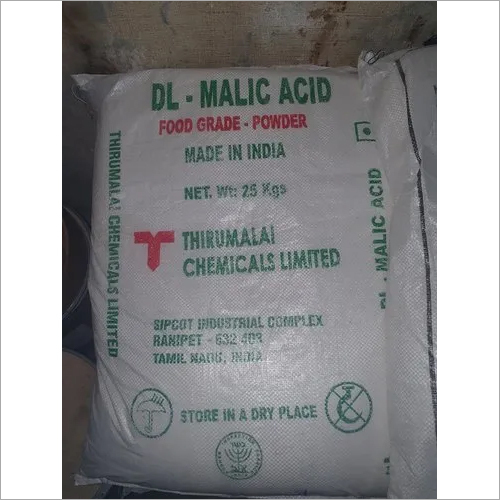 DL - MALIC ACID
FOOD GRADE - POWDER
MADE IN INDIA
NET. Wt: 25 Kgs
THIRUMALAI
CHEMICALS LIMITED
SIPCOT INDUSTRIAL COMPLEX
RANIPET - 632 403
TAMIL NADU, INDIA
STORE IN A DRY PLACE
THIRUMALAI CHEMICALS LIMITED
DL - MALIC ACID